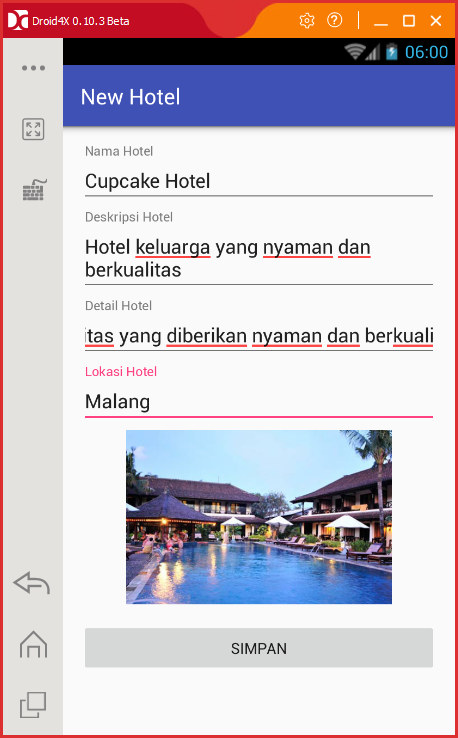 Droid4X 0.10.3 Beta
06:00
New Hotel
Nama Hotel
Cupcake Hotel
Deskripsi Hotel
Hotel keluarga yang nyaman dan
berkualitas
Detail Hotel
itas yang diberikan nyaman dan berkuali
Lokasi Hotel
Malang
SIMPAN